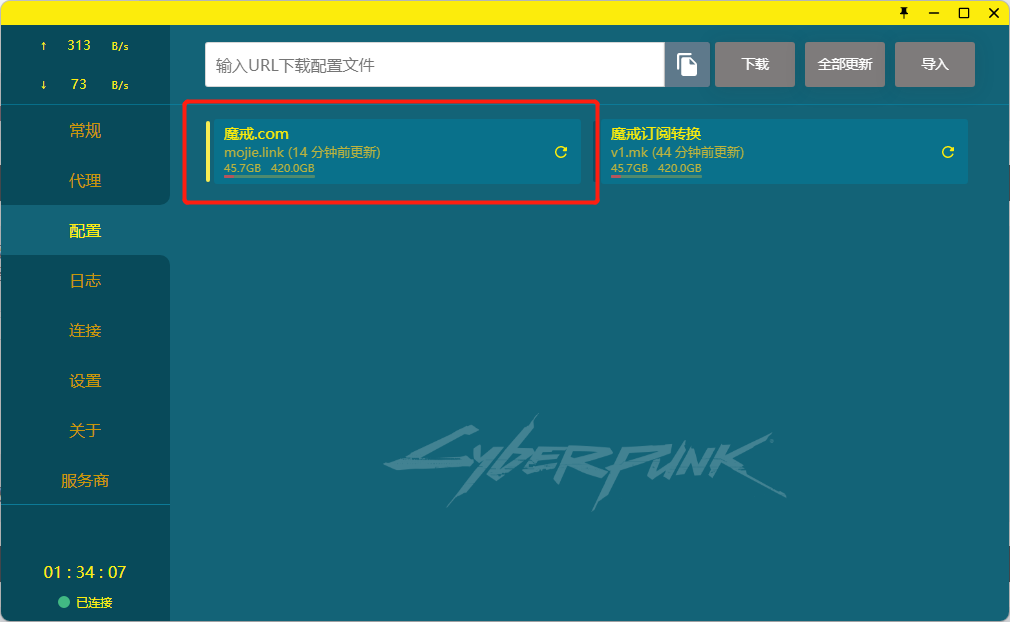 ↑ 313 B/s
↓ 73 B/s
常规
代理
配置
日志
连接
设置
关于
服务商
01 : 34 : 07
已连接
输入URL下载配置文件
下载
全部更新
导入
魔戒.com
mojie.link (14 分钟前更新)
45.7GB 420.0GB
魔戒订阅转换
v1.mk (44 分钟前更新)
45.7GB 420.0GB
CYBERPUNK